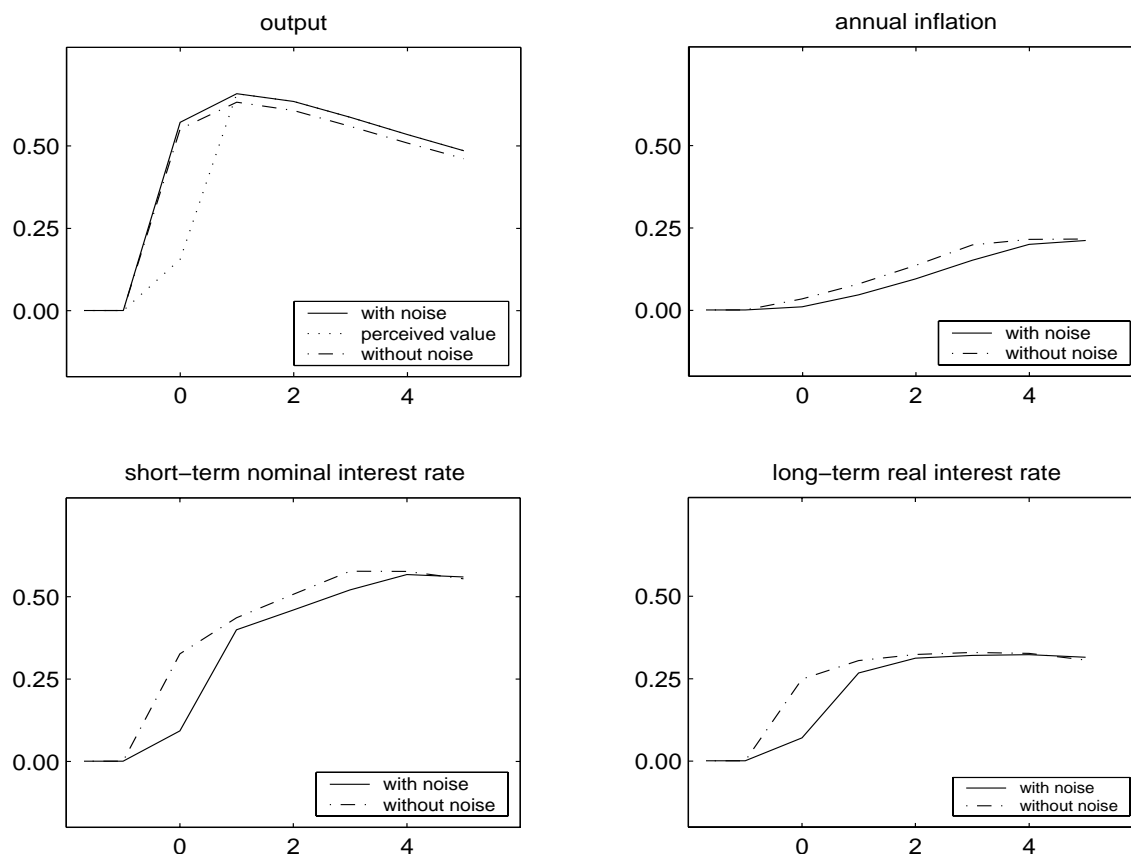 output
0.50
0.25
0.00
with noise
perceived value
without noise
0 2 4
annual inflation
0.50
0.25
0.00
with noise
without noise
0 2 4
short−term nominal interest rate
0.50
0.25
0.00
with noise
without noise
0 2 4
long−term real interest rate
0.50
0.25
0.00
with noise
without noise
0 2 4